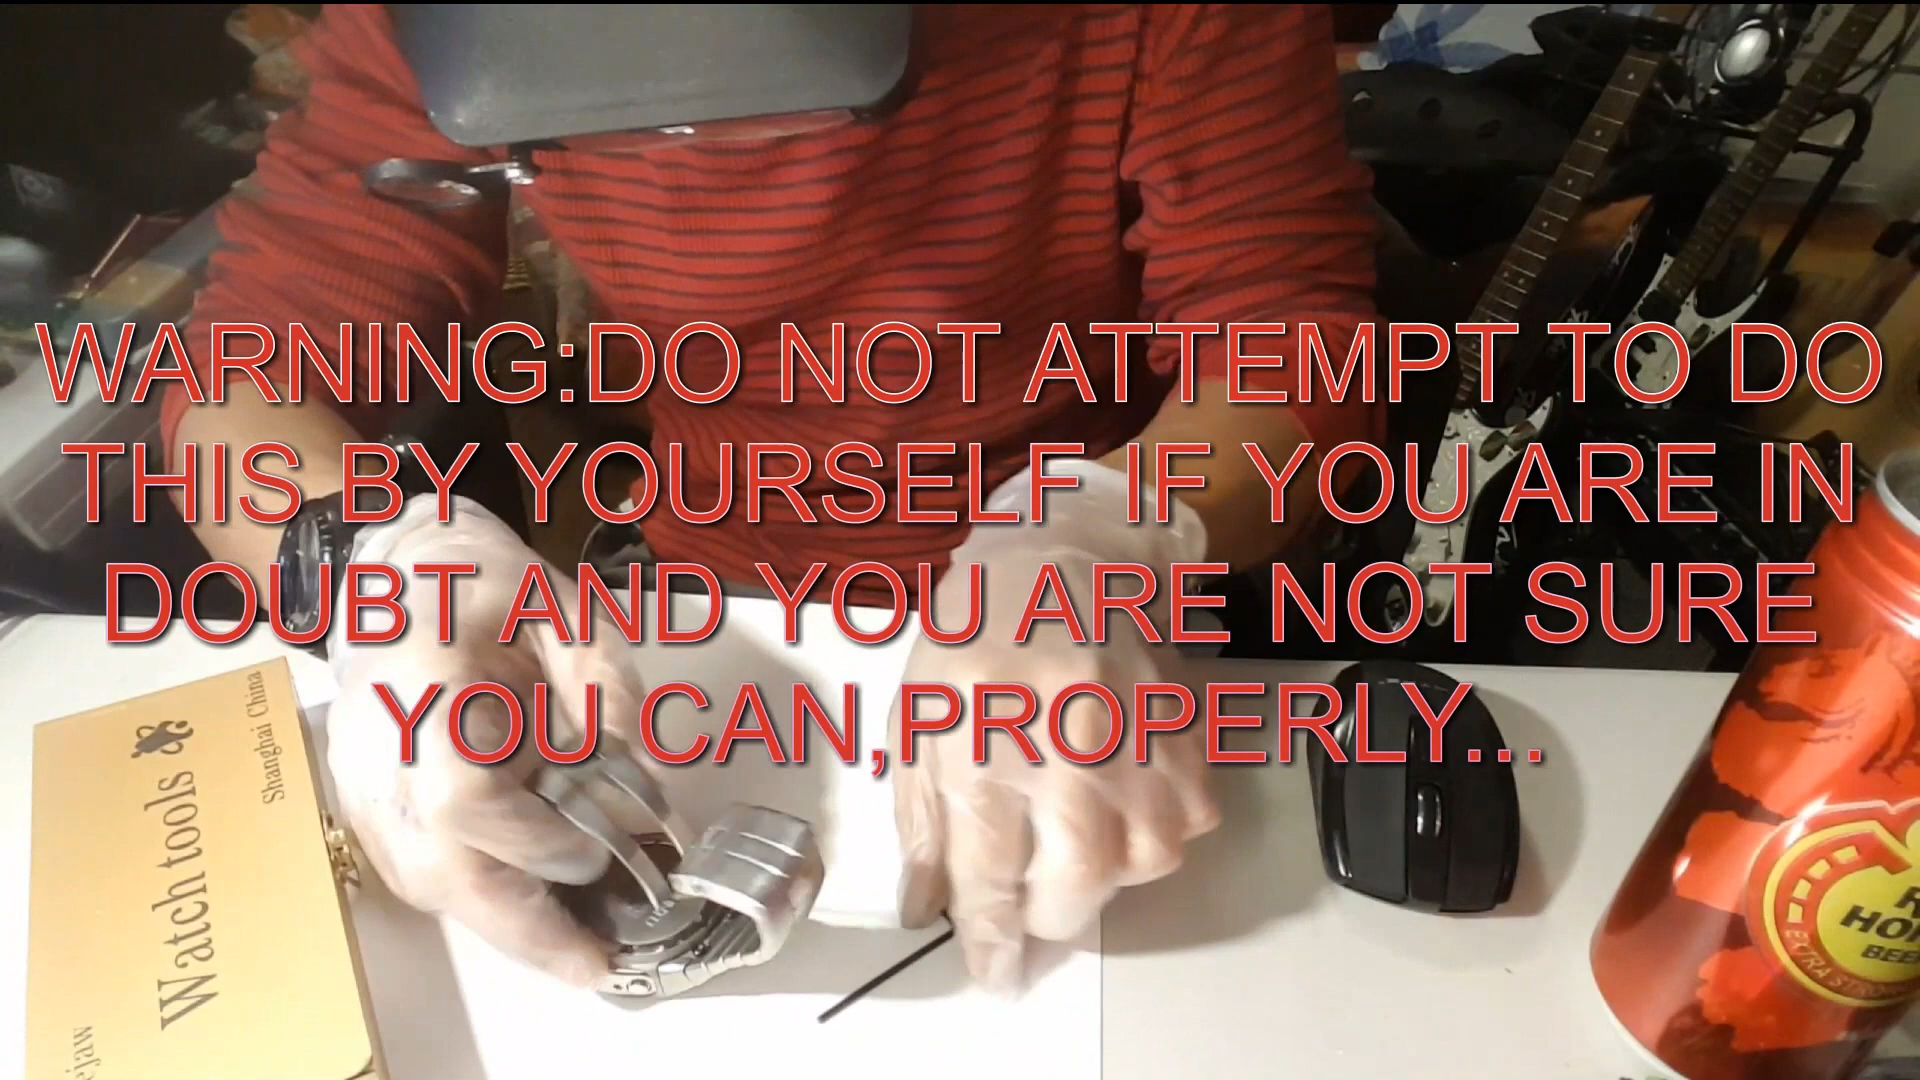 WARNING:DO NOT ATTEMPT TO DO
THIS BY YOURSELF IF YOU ARE IN
DOUBT AND YOU ARE NOT SURE
YOU CAN,PROPERLY...
Watch tools
Shanghai China
BEER
EXTRA